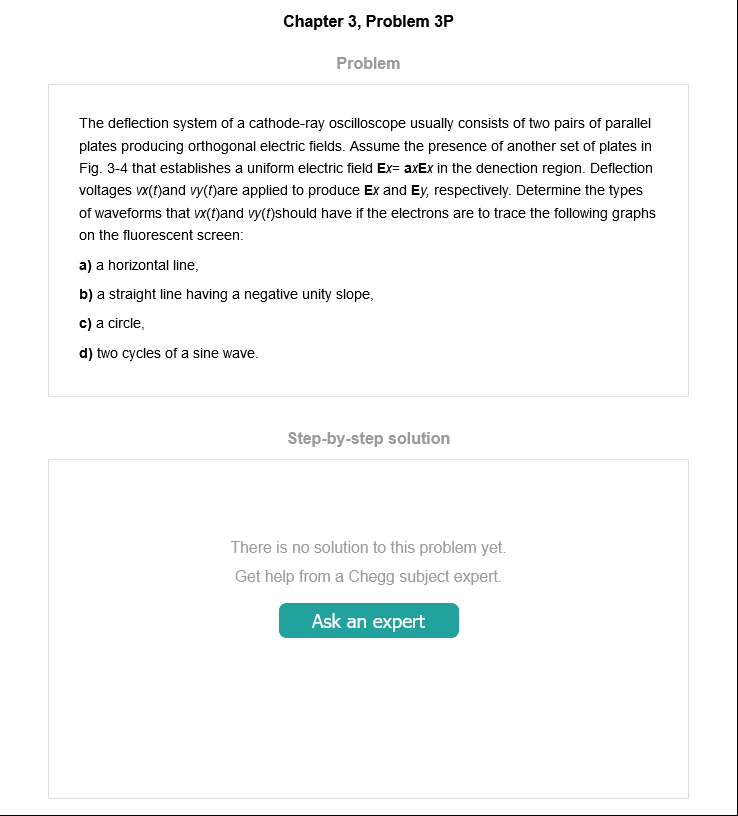 Chapter 3, Problem 3P
Problem
The deflection system of a cathode-ray oscilloscope usually consists of two pairs of parallel
plates producing orthogonal electric fields. Assume the presence of another set of plates in
Fig. 3-4 that establishes a uniform electric field Ex= axEx in the denection region. Deflection
voltages vx(t)and vy(t)are applied to produce Ex and Ey, respectively. Determine the types
of waveforms that vx(t)and vy(t)should have if the electrons are to trace the following graphs
on the fluorescent screen:
a) a horizontal line,
b) a straight line having a negative unity slope,
c) a circle,
d) two cycles of a sine wave.
Step-by-step solution
There is no solution to this problem yet.
Get help from a Chegg subject expert.
Ask an expert